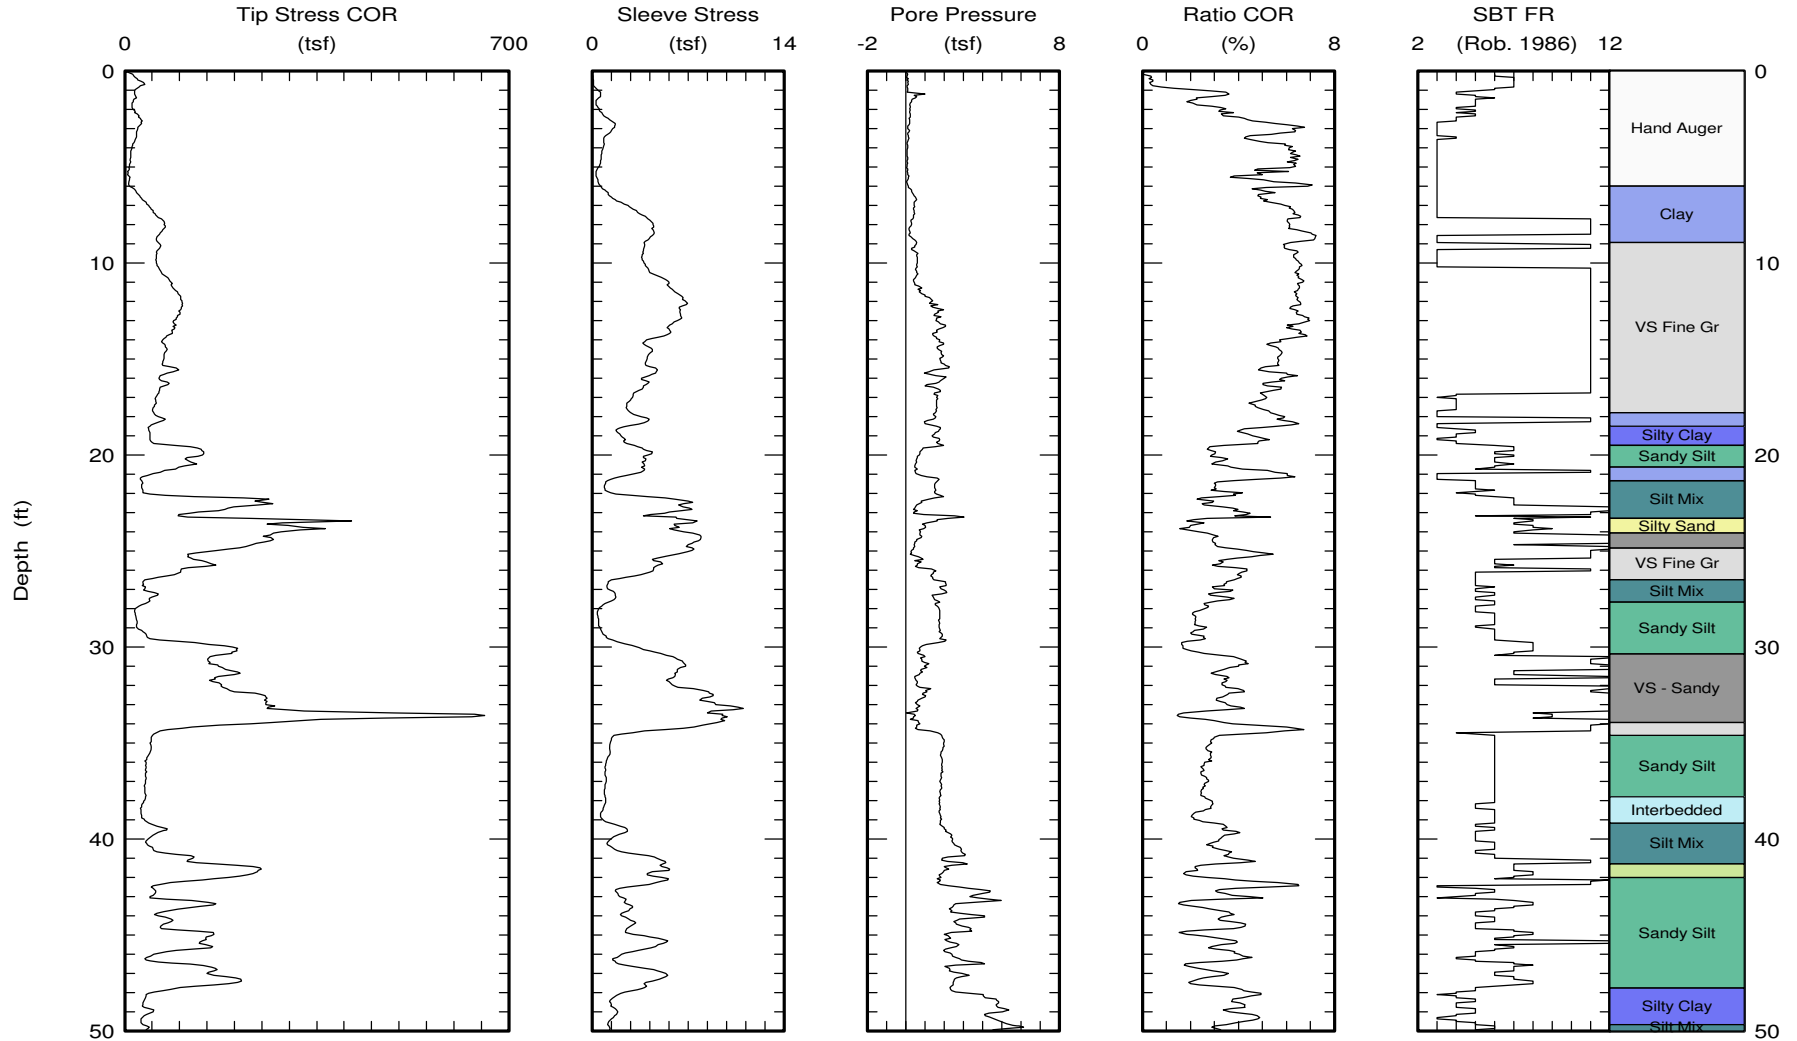 Tip Stress COR Sleeve Stress Pore Pressure Ratio COR SBT FR
0 (tsf) 700 0 (tsf) 14 -2 (tsf) 8 0 (%) 8 2 (Rob. 1986) 12
0 0
Hand Auger
Clay
10 10
VS Fine Gr
Silty Clay
20 Sandy Silt 20
Silt Mix
Silty Sand
VS Fine Gr
Depth (ft)
Silt Mix
Sandy Silt
30 30
VS - Sandy
Sandy Silt
Interbedded
40 40
Silt Mix
Sandy Silt
Silty Clay
Silt Mix
50 50